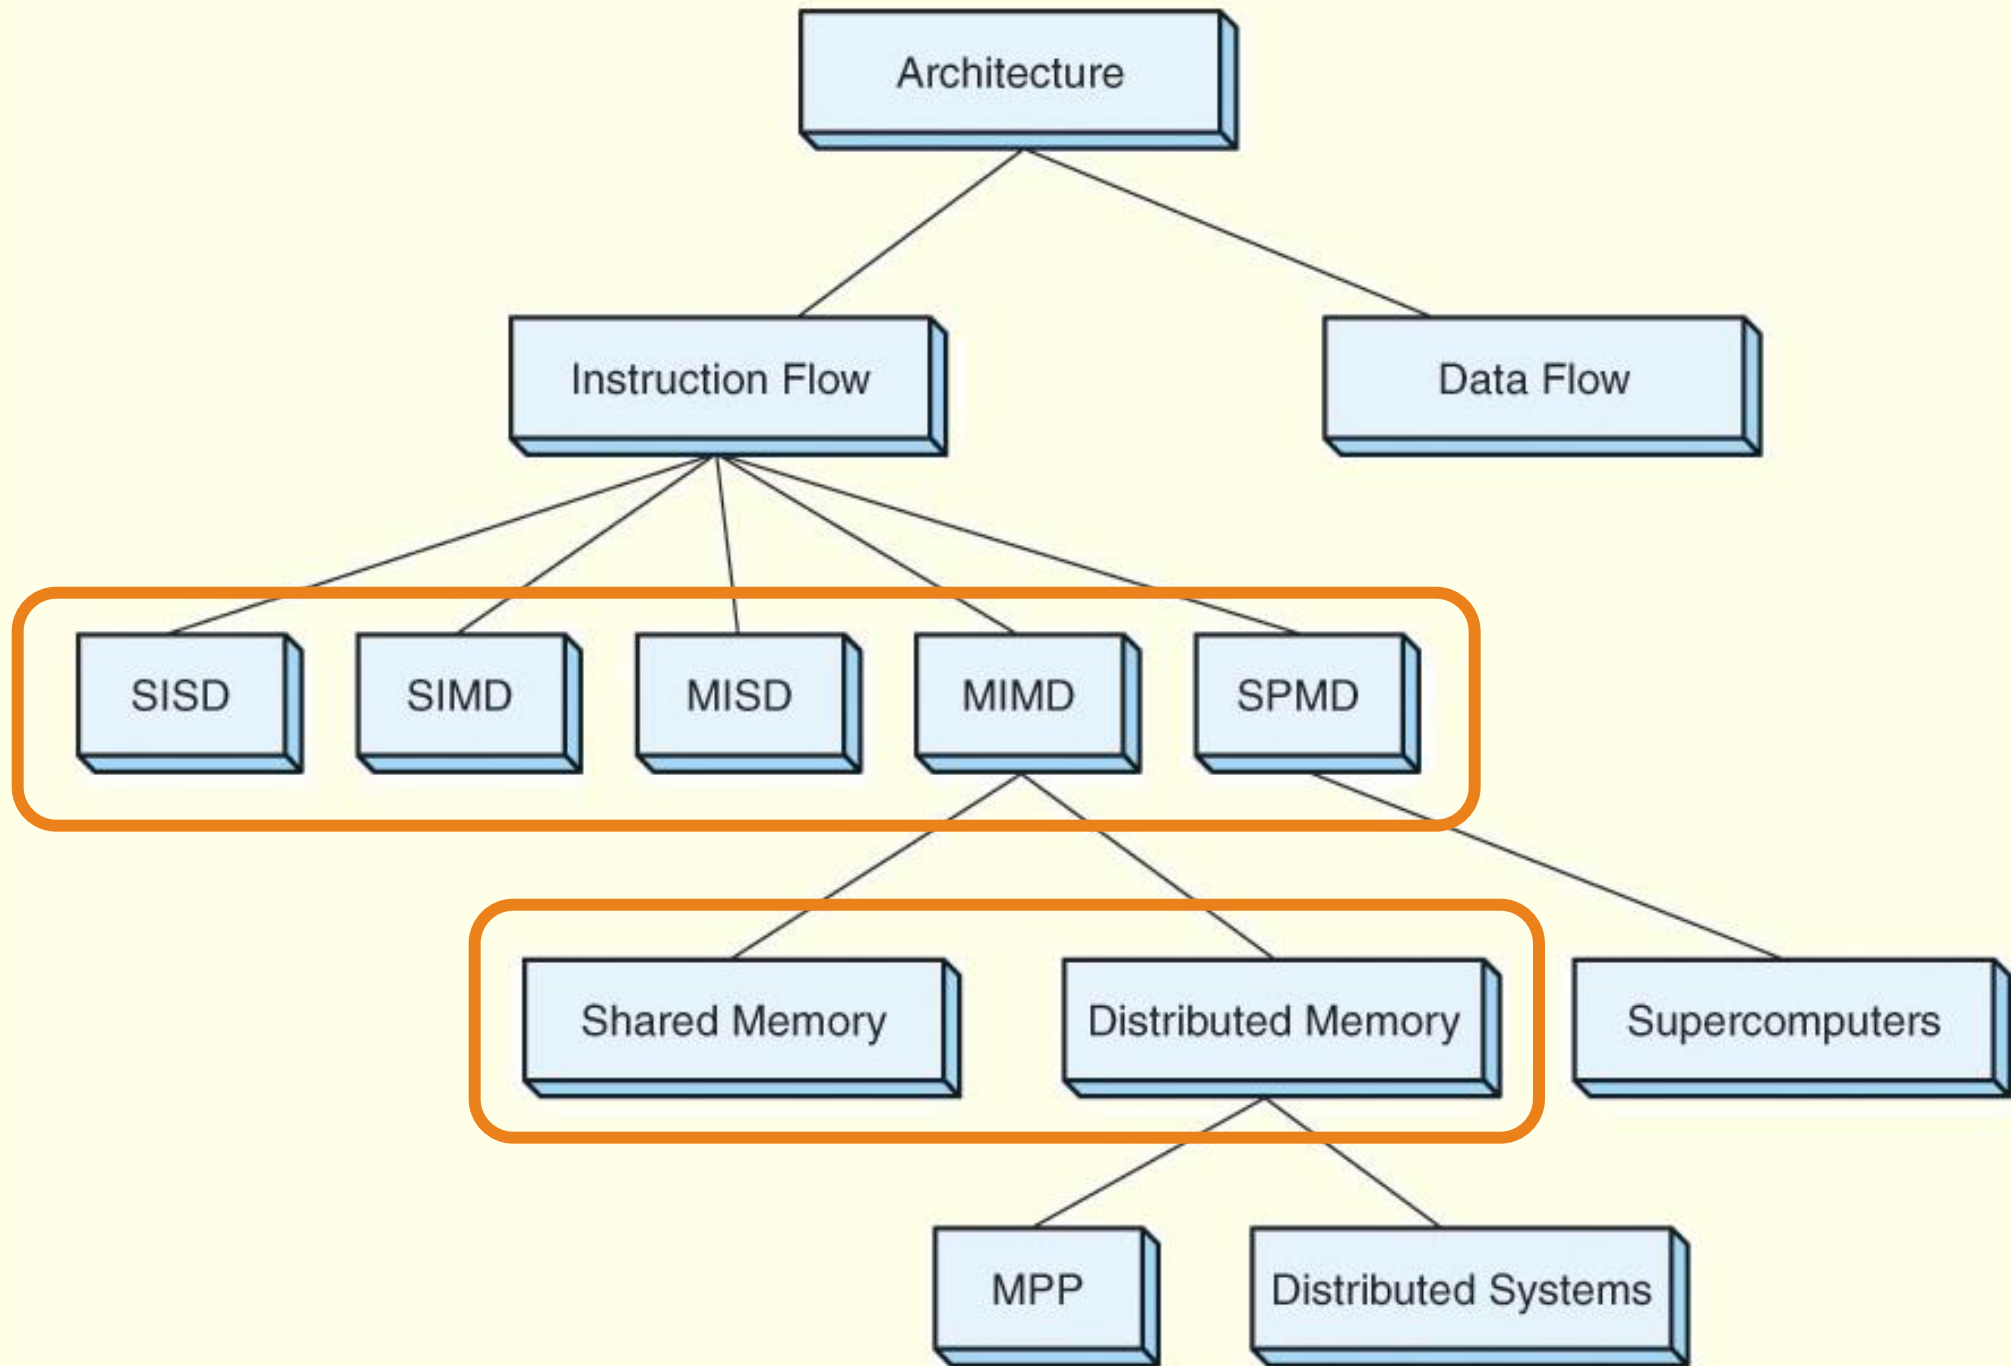 Architecture
Instruction Flow
Data Flow
SISD
SIMD
MISD
MIMD
SPMD
Shared Memory
Distributed Memory
Supercomputers
MPP
Distributed Systems